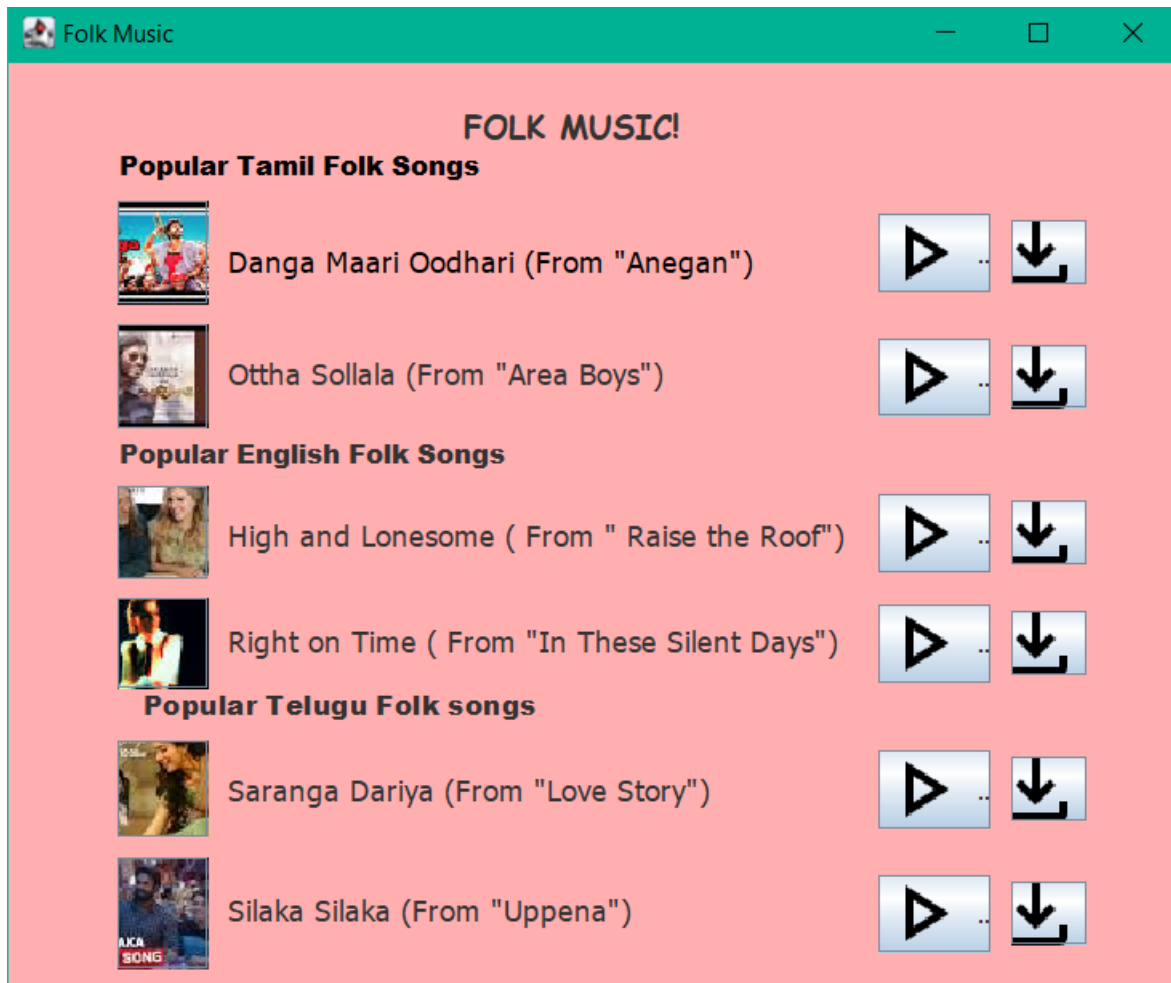 Folk Music
FOLK MUSIC!
Popular Tamil Folk Songs
Danga Maari Oodhari (From "Anegan")
..
Ottha Sollala (From "Area Boys")
..
Popular English Folk Songs
High and Lonesome ( From " Raise the Roof")
..
Right on Time ( From "In These Silent Days")
..
Popular Telugu Folk songs
Saranga Dariya (From "Love Story")
..
Silaka Silaka (From "Uppena")
..
SONG